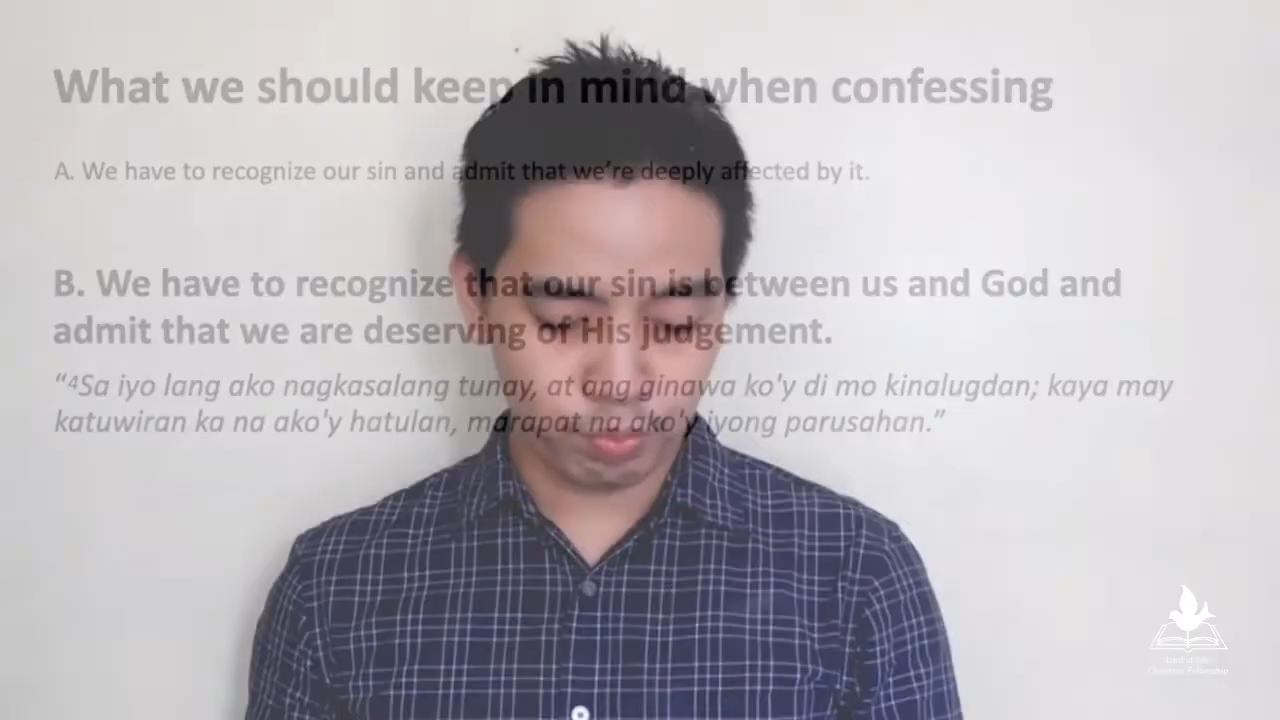 What we should keep in mind when confessing
A. We have to recognize our sin and admit that we're deeply affected by it.
B. We have to recognize that our sin is between us and God and
admit that we are deserving of His judgement.
“⁴Sa iyo lang ako nagkasalang tunay, at ang ginawa ko'y di mo kinalugdan; kaya may
katuwiran ka na ako'y hatulan, marapat na ako'y iyong parusahan.”
Christian Fellowship